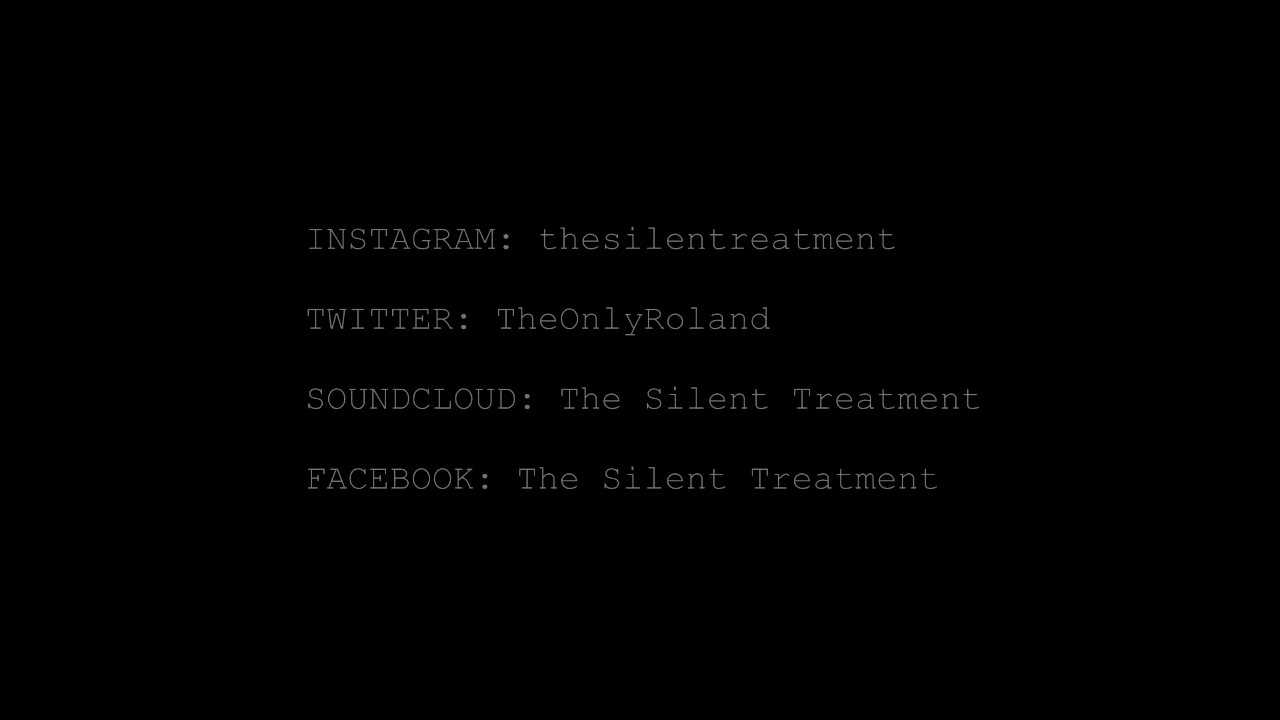 INSTAGRAM: thesilentreatment
TWITTER: TheOnlyRoland
SOUNDCLOUD: The Silent Treatment
FACEBOOK: The Silent Treatment